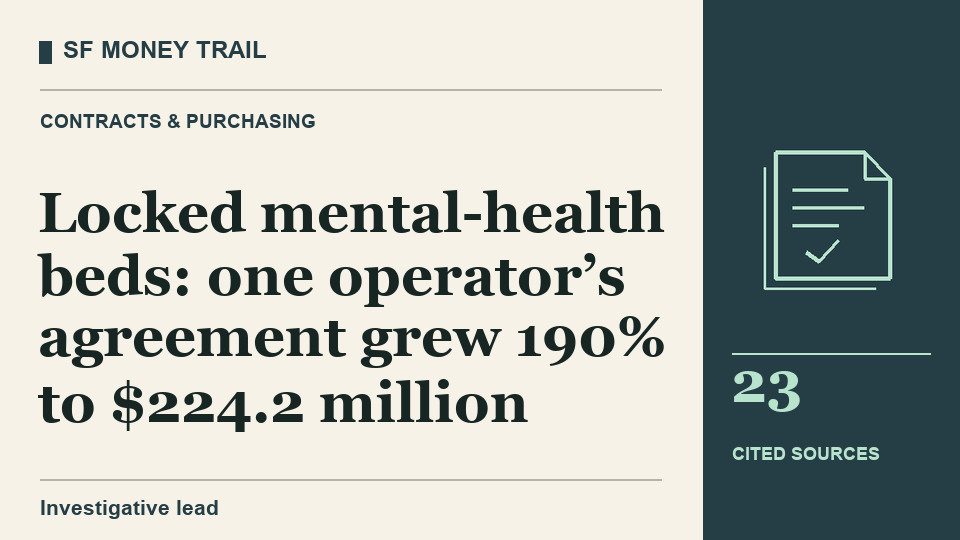 SF MONEY TRAIL
CONTRACTS & PURCHASING
Locked mental-health
beds: one operator’s
agreement grew 190%
to $224.2 million
Investigative lead
23
CITED SOURCES